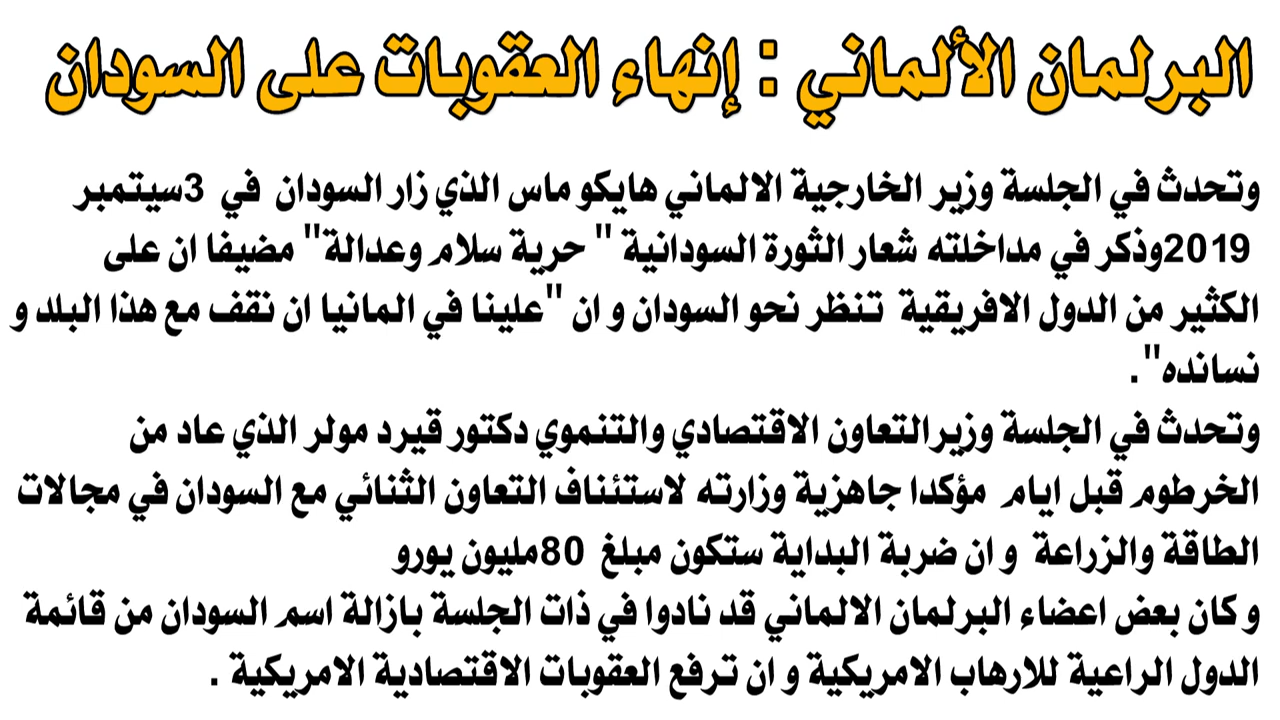 البرلمان الألماني : إنهاء العقوبات على السودان
وتحدث في الجلسة وزير الخارجية الالماني هايكو ماس الذي زار السودان في 3سيتمبر
2019وذكر في مداخلته شعار الثورة السودانية " حرية سلام وعدالة" مضيفا ان على
الكثير من الدول الافريقية تنظر نحو السودان و ان "علينا في المانيا ان نقف مع هذا البلد و
نسانده".
وتحدث في الجلسة وزيرالتعاون الاقتصادي والتنموي دكتور قيرد مولر الذي عاد من
الخرطوم قبل ايام مؤكدا جاهزية وزارته لاستئناف التعاون الثنائي مع السودان في مجالات
الطاقة والزراعة و ان ضربة البداية ستكون مبلغ 80مليون يورو
و كان بعض اعضاء البرلمان الالماني قد نادوا في ذات الجلسة بازالة اسم السودان من قائمة
الدول الراعية للارهاب الامريكية و ان ترفع العقوبات الاقتصادية الامريكية .